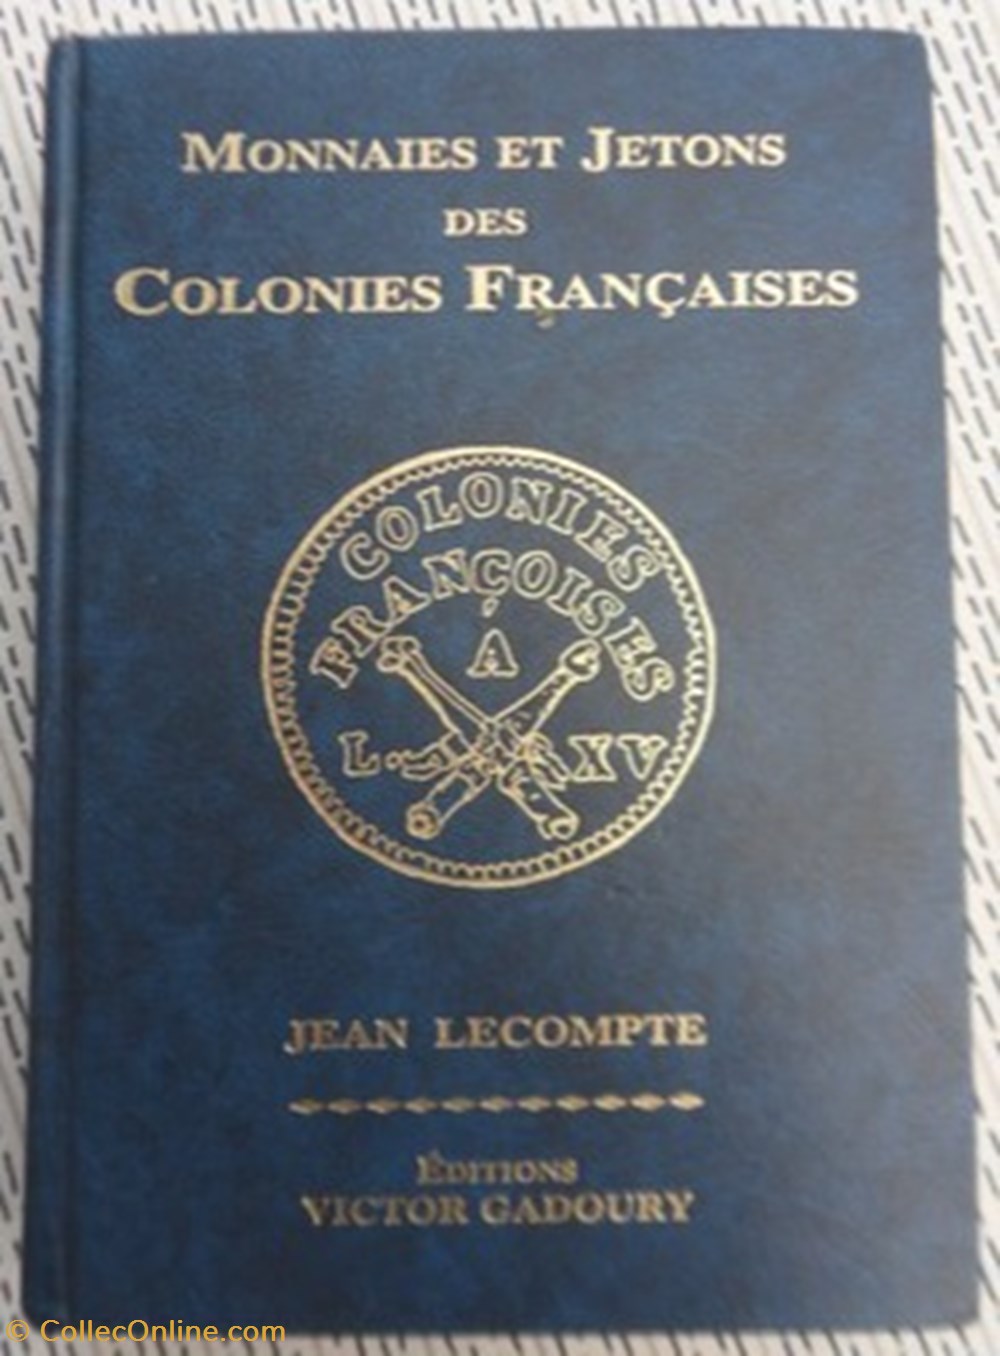 MONNAIES ET JETONS
DES
COLONIES FRANÇAISES
COLONIES
FRANÇOISES
A
L. XV
JEAN LECOMPTE
ÉDITIONS
VICTOR GADOURY
© CollecOnline.com